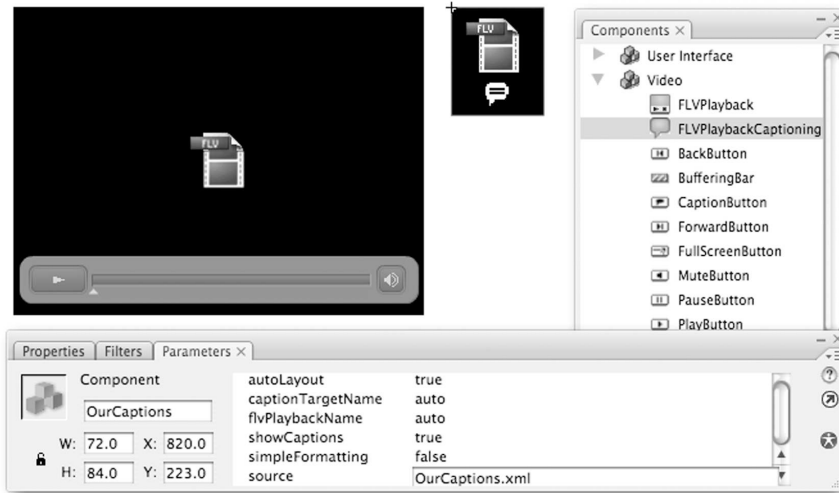 FLV
FLV
Components ×
User Interface
Video
FLVPlayback
FLVPlaybackCaptioning
BackButton
BufferingBar
CaptionButton
ForwardButton
FullScreenButton
MuteButton
PauseButton
PlayButton
Properties Filters Parameters ×
Component
OurCaptions
W: 72.0 X: 820.0
H: 84.0 Y: 223.0
autoLayout true
captionTargetName auto
flvPlaybackName auto
showCaptions true
simpleFormatting false
source OurCaptions.xml